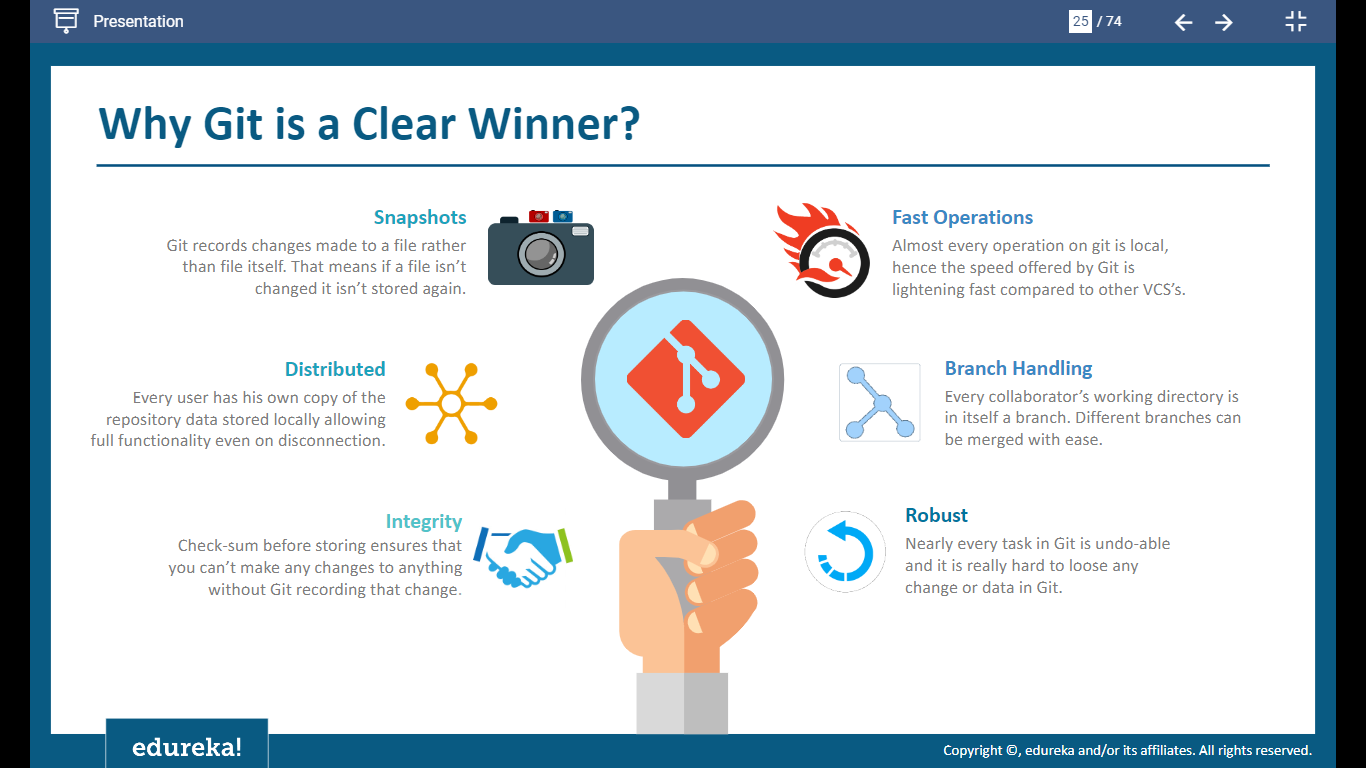 Presentation
25 / 74
Why Git is a Clear Winner?
Snapshots
Git records changes made to a file rather
than file itself. That means if a file isn’t
changed it isn’t stored again.
Fast Operations
Almost every operation on git is local,
hence the speed offered by Git is
lightening fast compared to other VCS’s.
Distributed
Every user has his own copy of the
repository data stored locally allowing
full functionality even on disconnection.
Branch Handling
Every collaborator’s working directory is
in itself a branch. Different branches can
be merged with ease.
Integrity
Check-sum before storing ensures that
you can’t make any changes to anything
without Git recording that change.
Robust
Nearly every task in Git is undo-able
and it is really hard to loose any
change or data in Git.
edureka!
Copyright ©, edureka and/or its affiliates. All rights reserved.